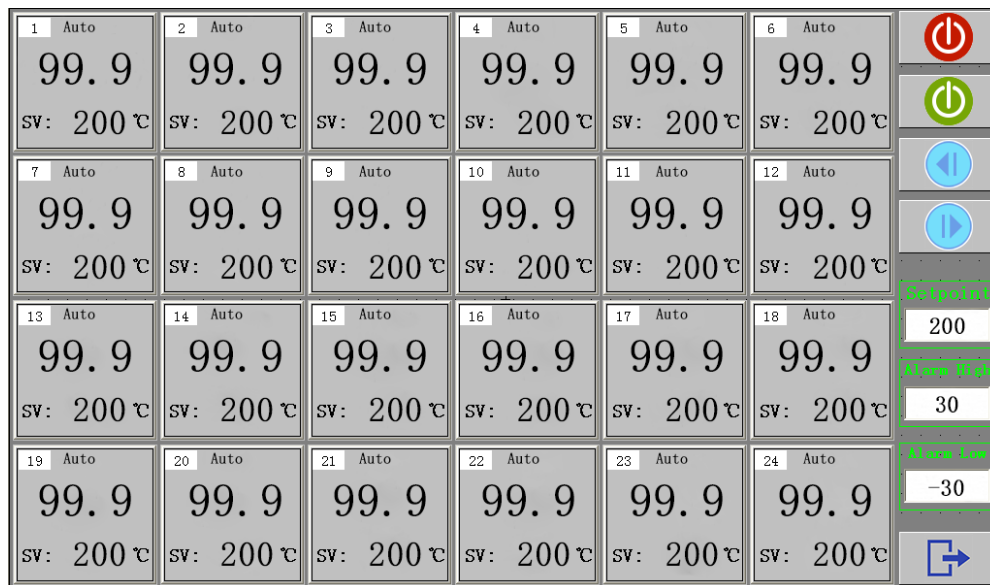 1 Auto 2 Auto 3 Auto 4 Auto 5 Auto 6 Auto
99.9 99.9 99.9 99.9 99.9 99.9
SV: 200 ℃ SV: 200 ℃ SV: 200 ℃ SV: 200 ℃ SV: 200 ℃ SV: 200 ℃
7 Auto 8 Auto 9 Auto 10 Auto 11 Auto 12 Auto
99.9 99.9 99.9 99.9 99.9 99.9
SV: 200 ℃ SV: 200 ℃ SV: 200 ℃ SV: 200 ℃ SV: 200 ℃ SV: 200 ℃
13 Auto 14 Auto 15 Auto 16 Auto 17 Auto 18 Auto
99.9 99.9 99.9 99.9 99.9 99.9
SV: 200 ℃ SV: 200 ℃ SV: 200 ℃ SV: 200 ℃ SV: 200 ℃ SV: 200 ℃
19 Auto 20 Auto 21 Auto 22 Auto 23 Auto 24 Auto
99.9 99.9 99.9 99.9 99.9 99.9
SV: 200 ℃ SV: 200 ℃ SV: 200 ℃ SV: 200 ℃ SV: 200 ℃ SV: 200 ℃
Setpoint
200
Alarm High
30
Alarm Low
-30